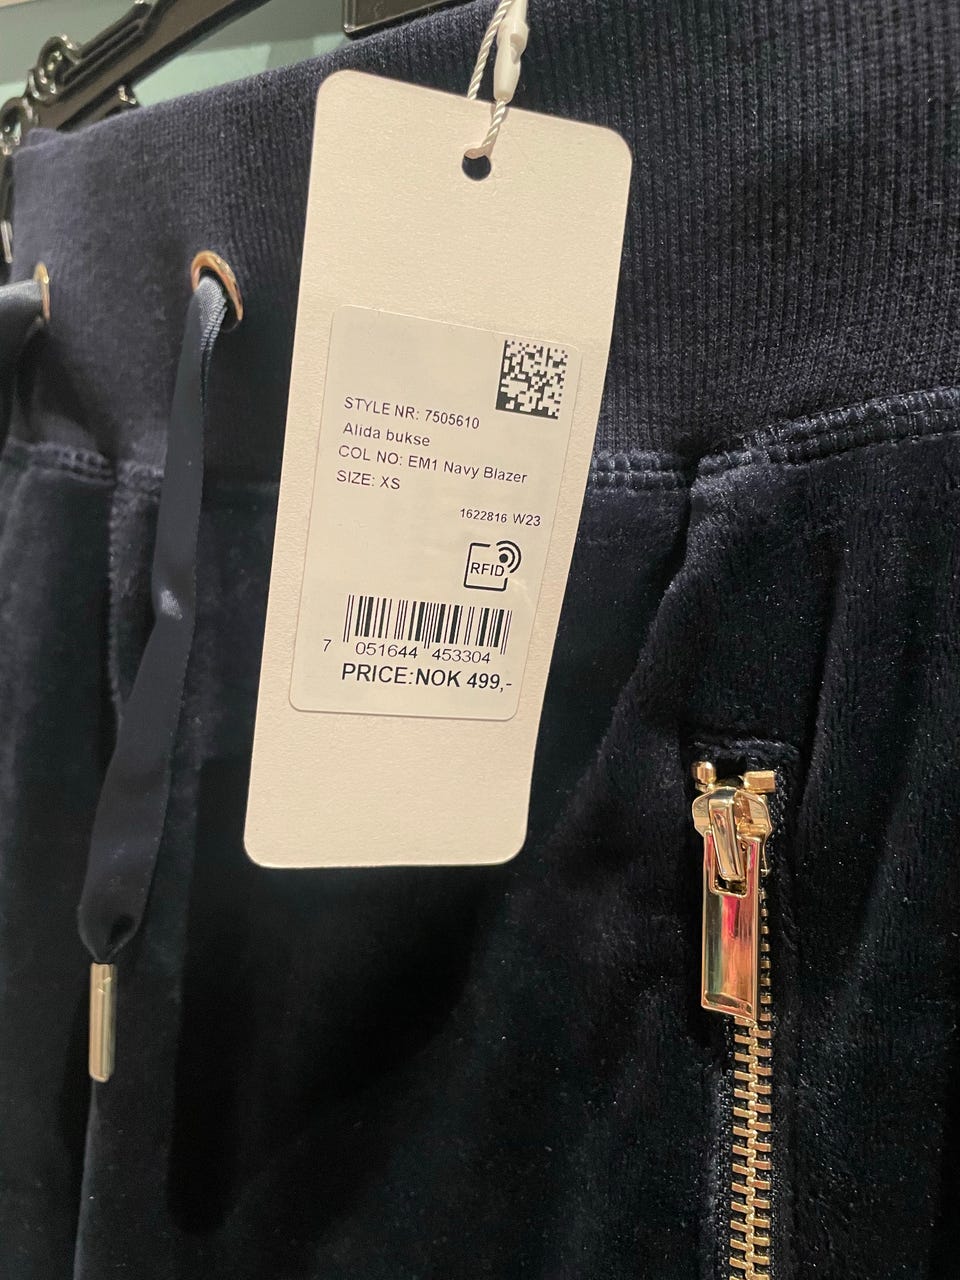 STYLE NR: 7505610
Alida bukse
COL NO: EM1 Navy Blazer
SIZE: XS
1622816 W23
RFID
7 051644 453304
PRICE:NOK 499,-